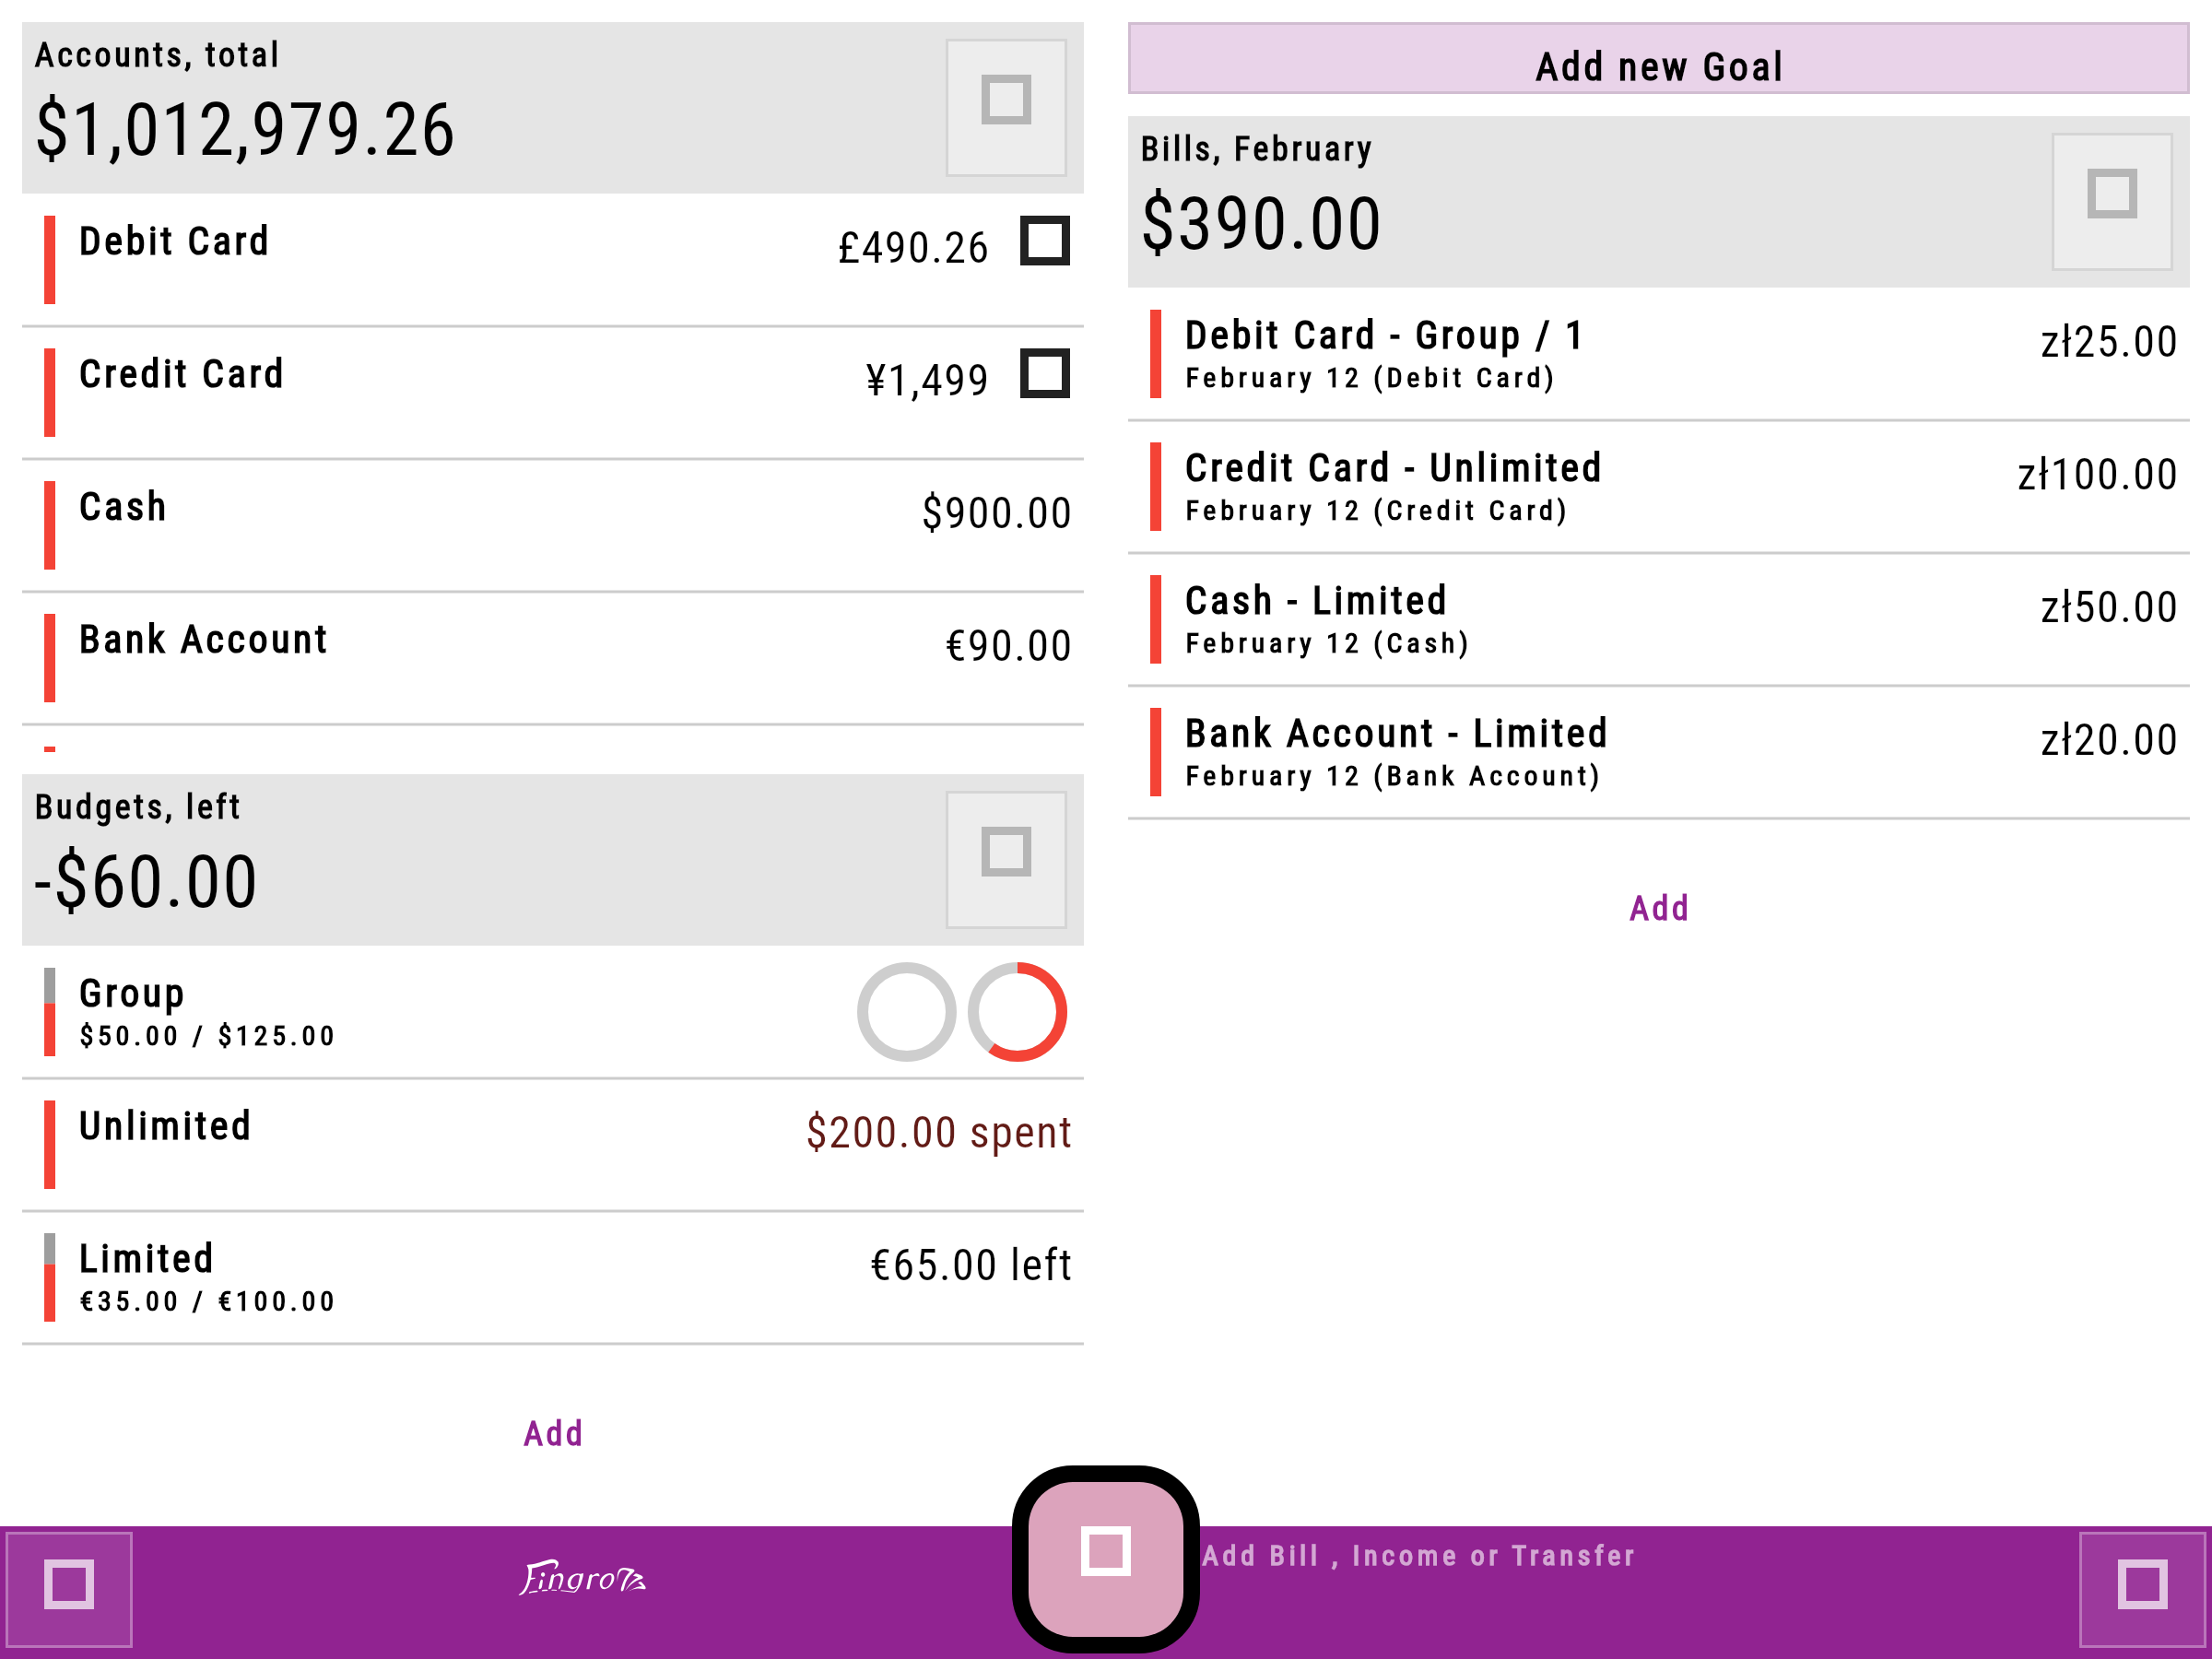 Accounts, total
$1,012,979.26
Debit Card
£490.26
Credit Card
¥1,499
Cash
$900.00
Bank Account
€90.00
Budgets, left
-$60.00
Group
$50.00 / $125.00
Unlimited
$200.00 spent
Limited
€35.00 / €100.00
€65.00 left
Add
Add new Goal
Bills, February
$390.00
Debit Card - Group / 1
February 12 (Debit Card)
zł25.00
Credit Card - Unlimited
February 12 (Credit Card)
zł100.00
Cash - Limited
February 12 (Cash)
zł50.00
Bank Account - Limited
February 12 (Bank Account)
zł20.00
Add
Fingro
Add Bill , Income or Transfer